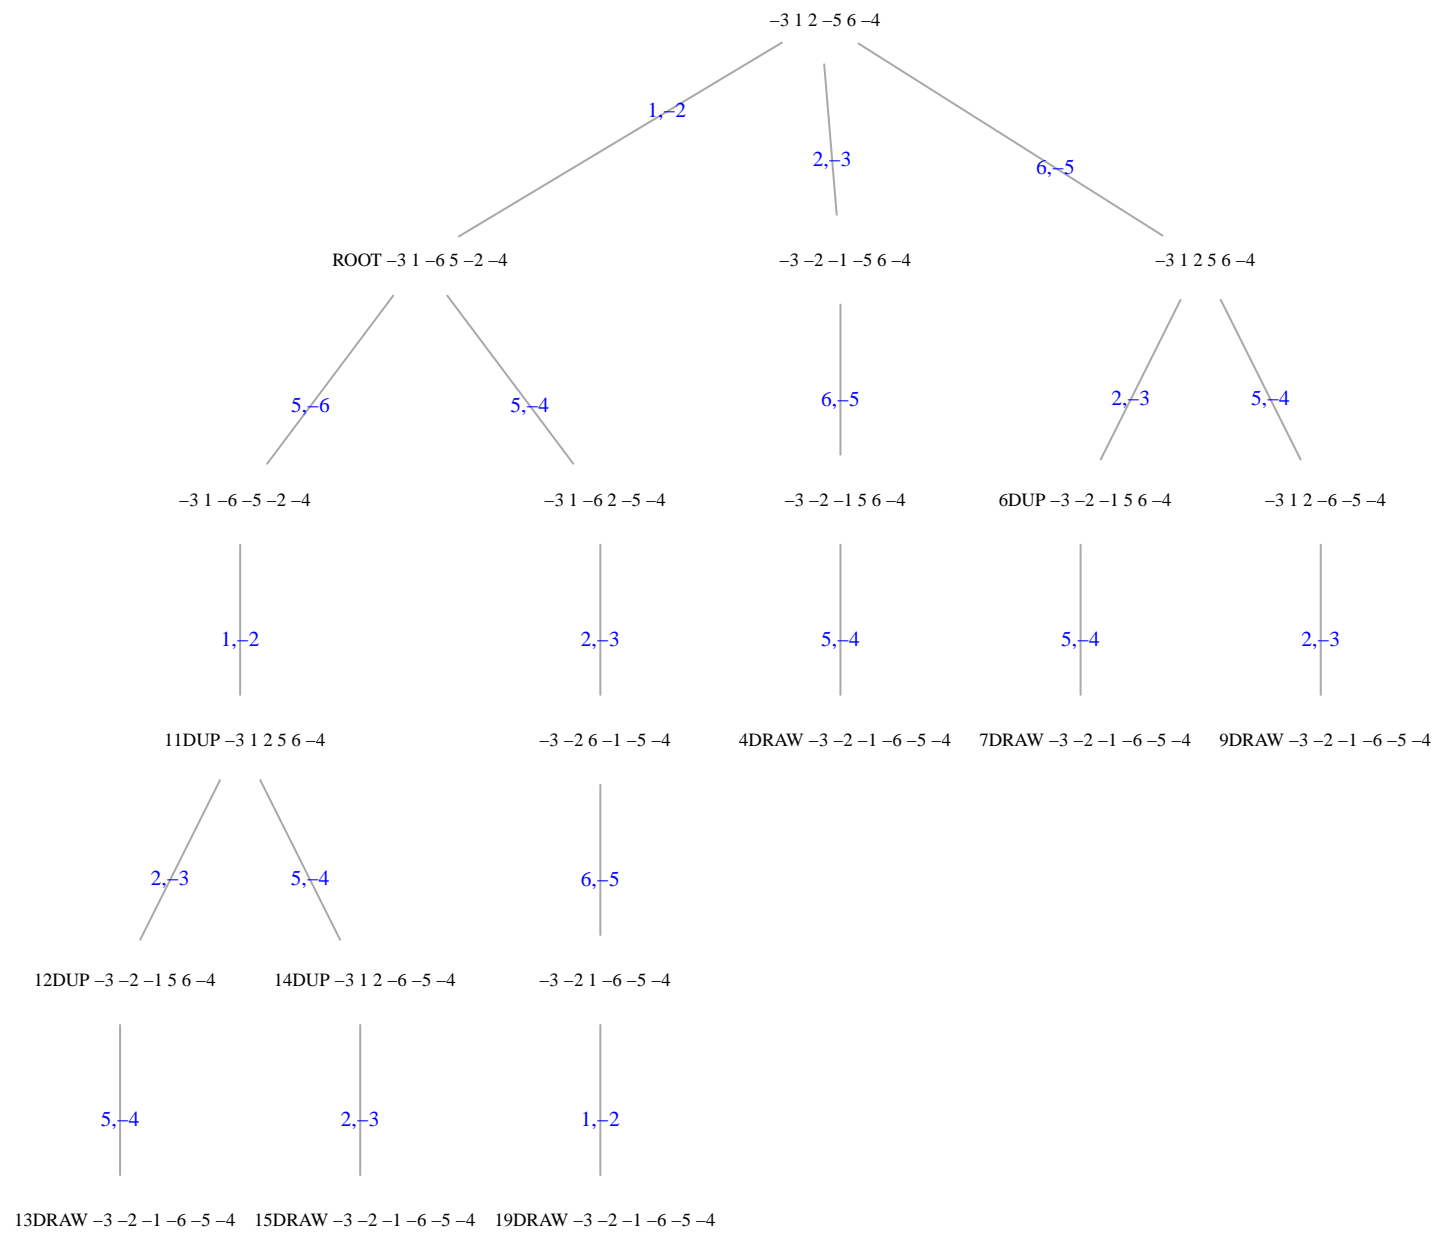 –3 1 2 –5 6 –4
1,–2
2,–3
6,–5
ROOT –3 1 –6 5 –2 –4
–3 –2 –1 –5 6 –4
–3 1 2 5 6 –4
5,–6
5,–4
6,–5
2,–3
5,–4
–3 1 –6 –5 –2 –4
–3 1 –6 2 –5 –4
–3 –2 –1 5 6 –4
6DUP –3 –2 –1 5 6 –4
–3 1 2 –6 –5 –4
1,–2
2,–3
5,–4
5,–4
2,–3
11DUP –3 1 2 5 6 –4
–3 –2 6 –1 –5 –4
4DRAW –3 –2 –1 –6 –5 –4
7DRAW –3 –2 –1 –6 –5 –4
9DRAW –3 –2 –1 –6 –5 –4
2,–3
5,–4
6,–5
12DUP –3 –2 –1 5 6 –4
14DUP –3 1 2 –6 –5 –4
–3 –2 1 –6 –5 –4
5,–4
2,–3
1,–2
13DRAW –3 –2 –1 –6 –5 –4
15DRAW –3 –2 –1 –6 –5 –4
19DRAW –3 –2 –1 –6 –5 –4